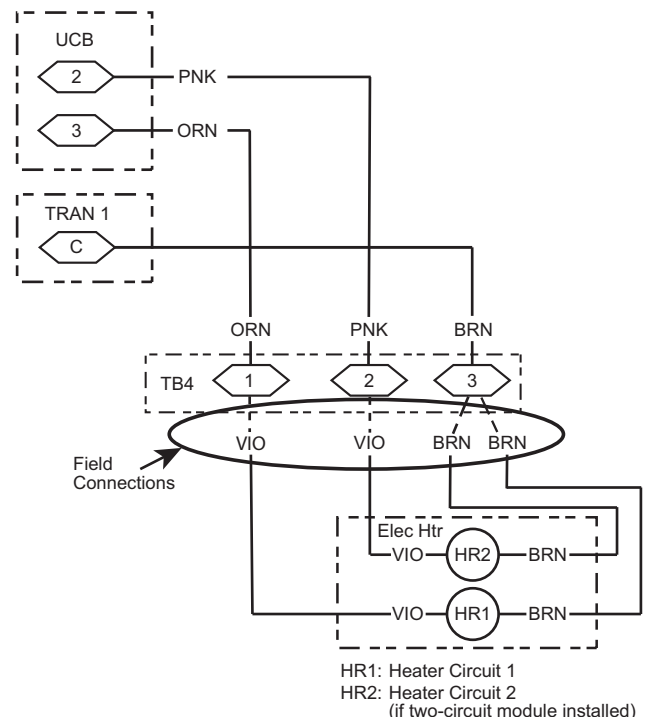 UCB
2 PNK
3 ORN
TRAN 1
C
ORN PNK BRN
TB4 1 2 3
VIO VIO BRN BRN
Field
Connections
Elec Htr
VIO HR2 BRN
VIO HR1 BRN
HR1: Heater Circuit 1
HR2: Heater Circuit 2
(if two-circuit module installed)